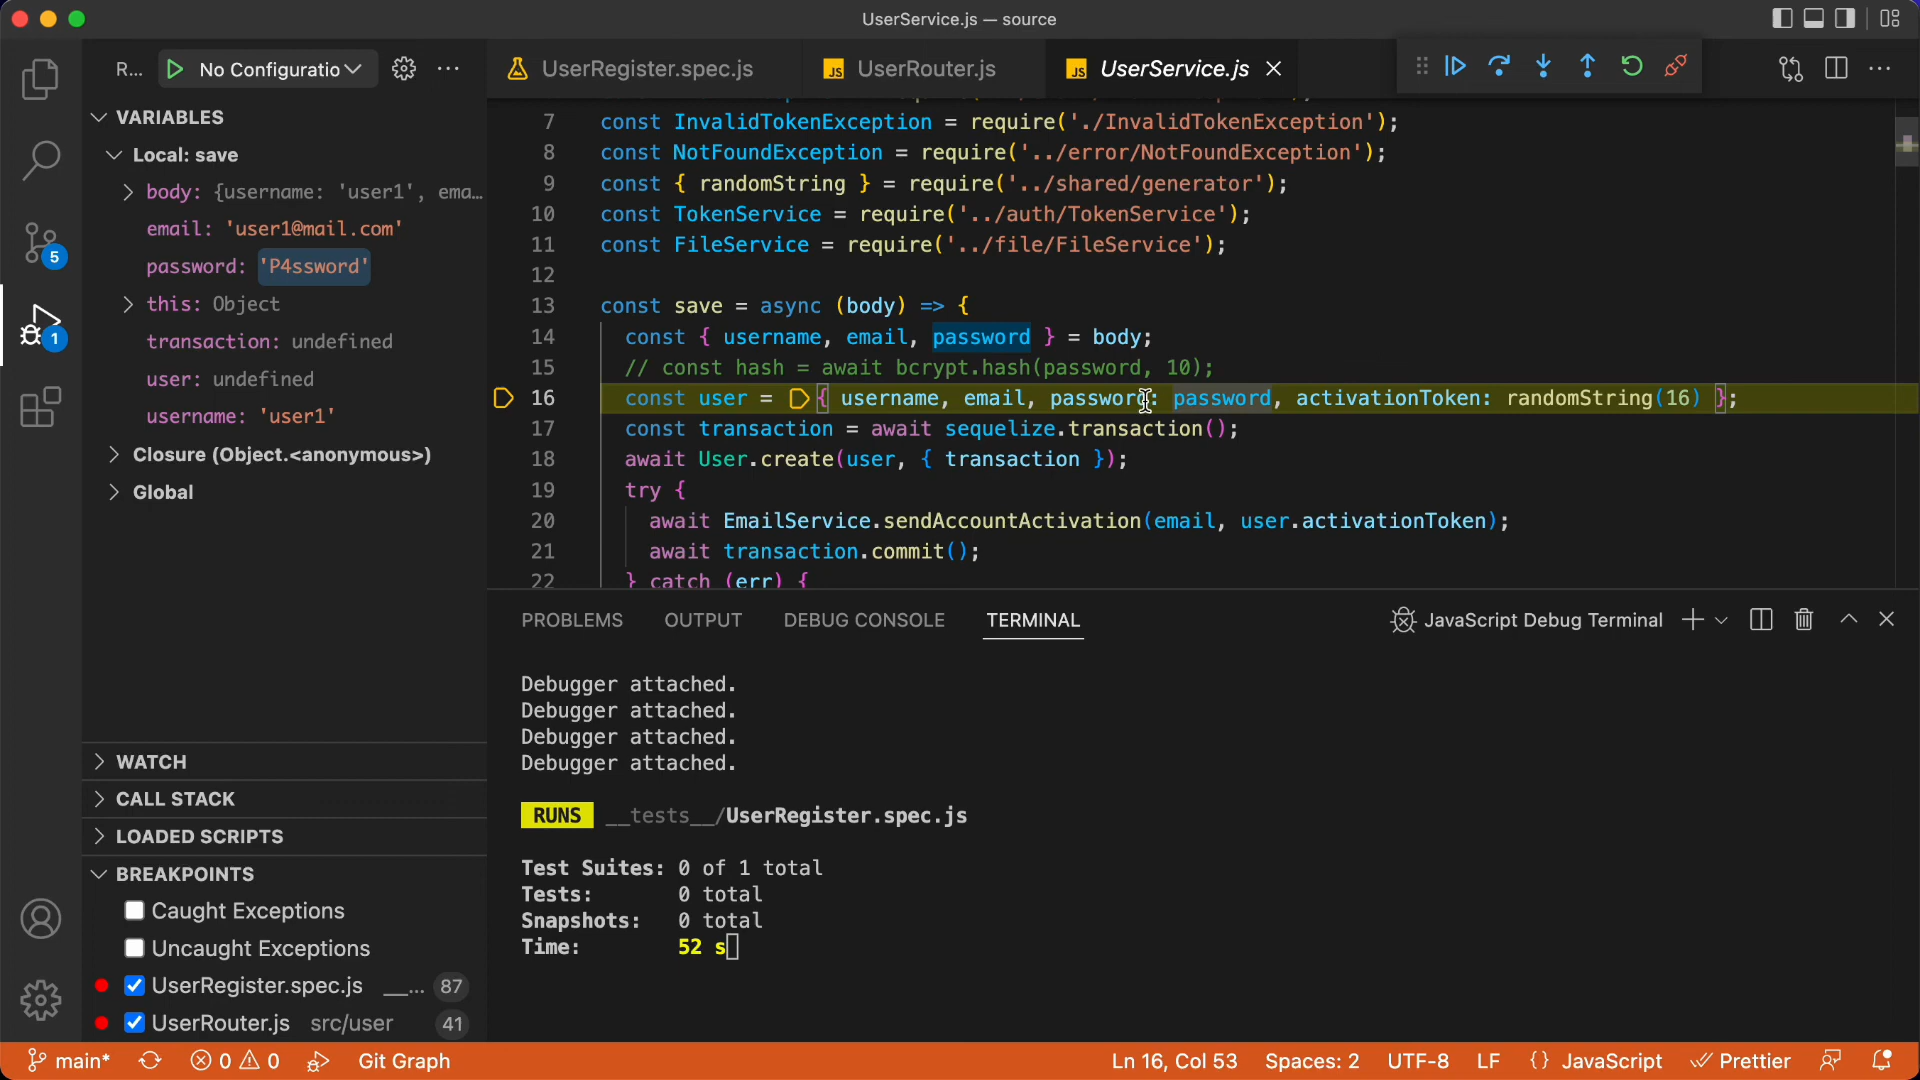 UserService.js — source
R... No Configuratio
UserRegister.spec.js
UserRouter.js
UserService.js
VARIABLES
Local: save
body: {username: 'user1', ema...
email: 'user1@mail.com'
password: 'P4ssword'
this: Object
transaction: undefined
user: undefined
username: 'user1'
Closure (Object.<anonymous>)
Global
WATCH
CALL STACK
LOADED SCRIPTS
BREAKPOINTS
Caught Exceptions
Uncaught Exceptions
UserRegister.spec.js __... 87
UserRouter.js src/user 41
5
1
7 const InvalidTokenException = require('./InvalidTokenException');
8 const NotFoundException = require('../error/NotFoundException');
9 const { randomString } = require('../shared/generator');
10 const TokenService = require('../auth/TokenService');
11 const FileService = require('../file/FileService');
12
13 const save = async (body) => {
14 const { username, email, password } = body;
15 // const hash = await bcrypt.hash(password, 10);
16 const user = { username, email, password: password, activationToken: randomString(16) };
17 const transaction = await sequelize.transaction();
18 await User.create(user, { transaction });
19 try {
20 await EmailService.sendAccountActivation(email, user.activationToken);
21 await transaction.commit();
22 } catch (err) {
PROBLEMS OUTPUT DEBUG CONSOLE TERMINAL
JavaScript Debug Terminal
Debugger attached.
Debugger attached.
Debugger attached.
Debugger attached.
RUNS __tests__/UserRegister.spec.js
Test Suites: 0 of 1 total
Tests: 0 total
Snapshots: 0 total
Time: 52 s
main* 0 0 Git Graph
Ln 16, Col 53 Spaces: 2 UTF-8 LF {} JavaScript Prettier